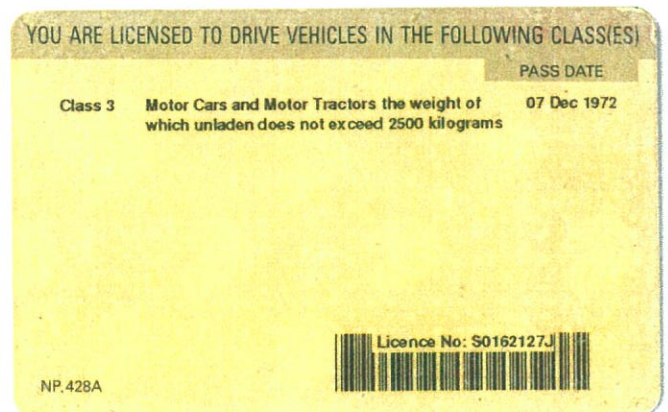 YOU ARE LICENSED TO DRIVE VEHICLES IN THE FOLLOWING CLASS(ES)
PASS DATE
Class 3 Motor Cars and Motor Tractors the weight of 07 Dec 1972
which unladen does not exceed 2500 kilograms
Licence No: S0162127J
NP.428A